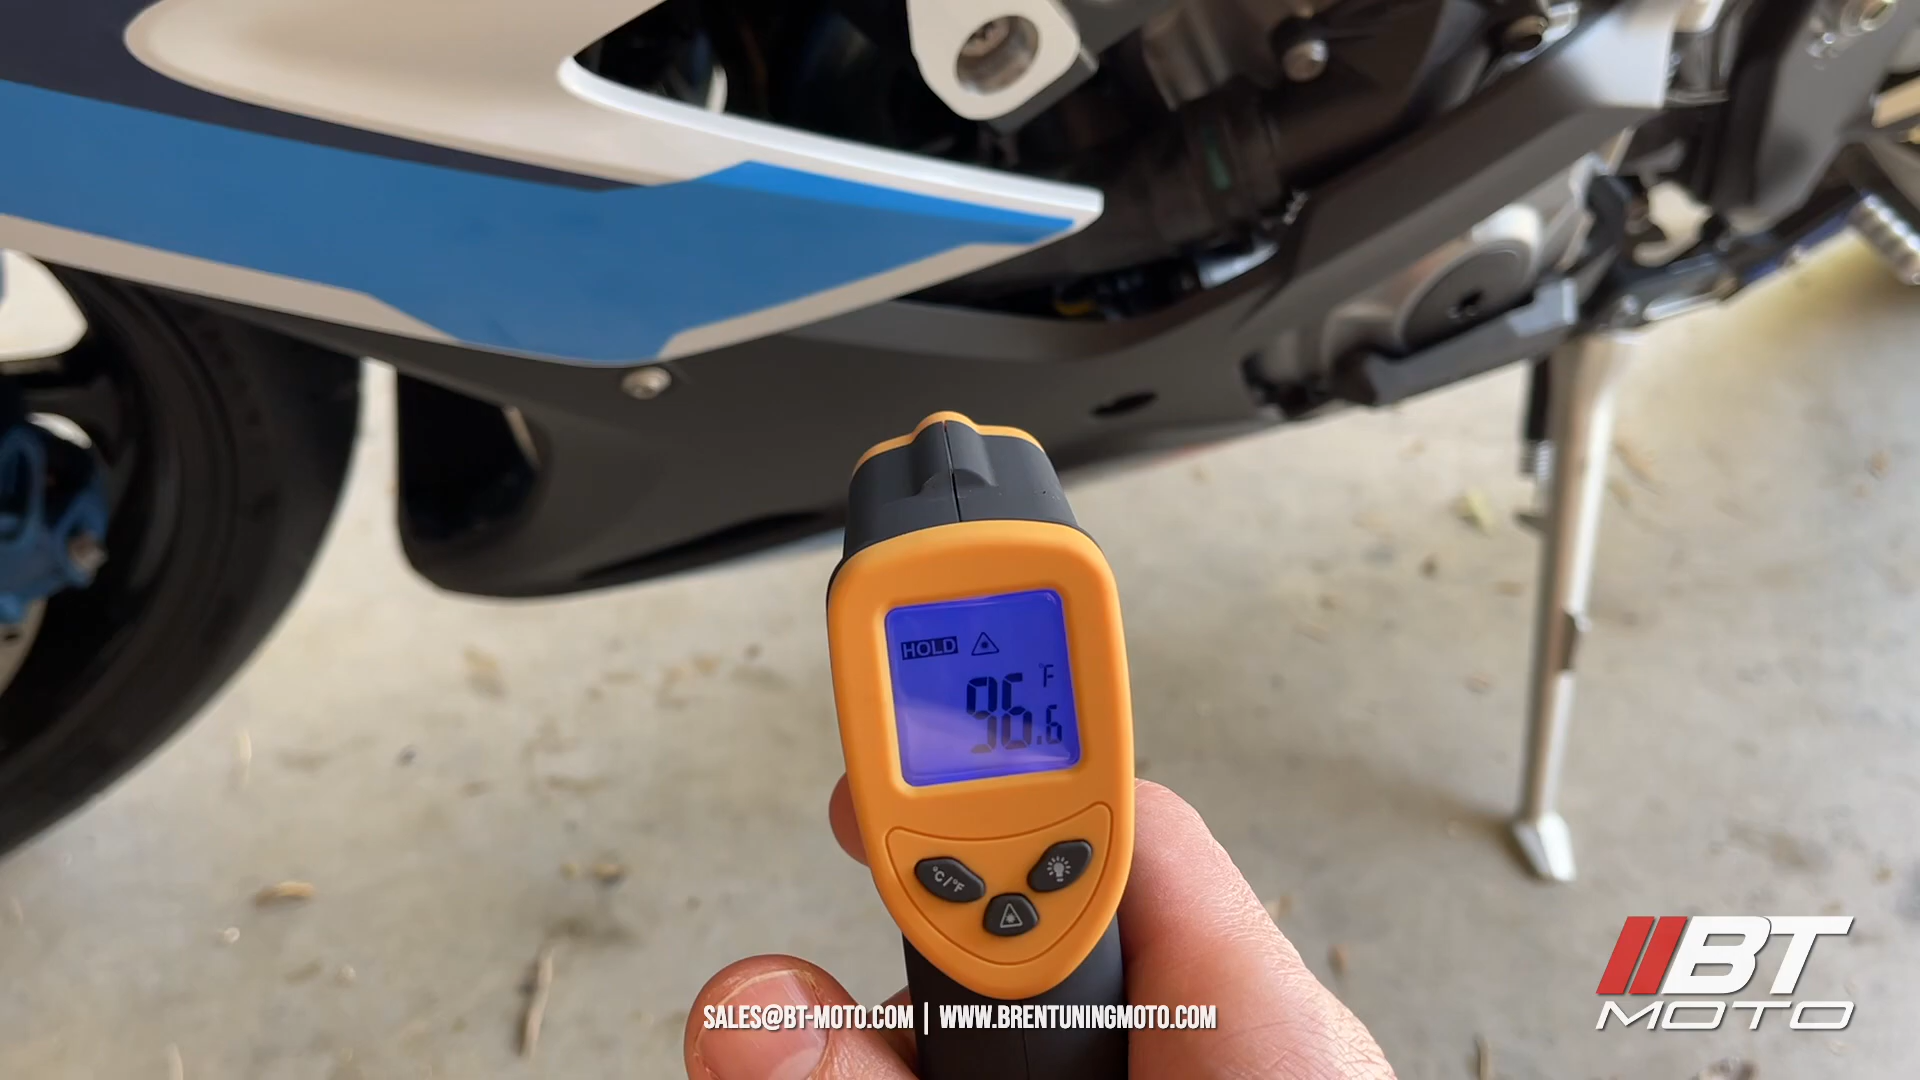 HOLD
°F
96.6
°C/°F
SALES@BT-MOTO.COM | WWW.BRENTUNINGMOTO.COM
BT
MOTO